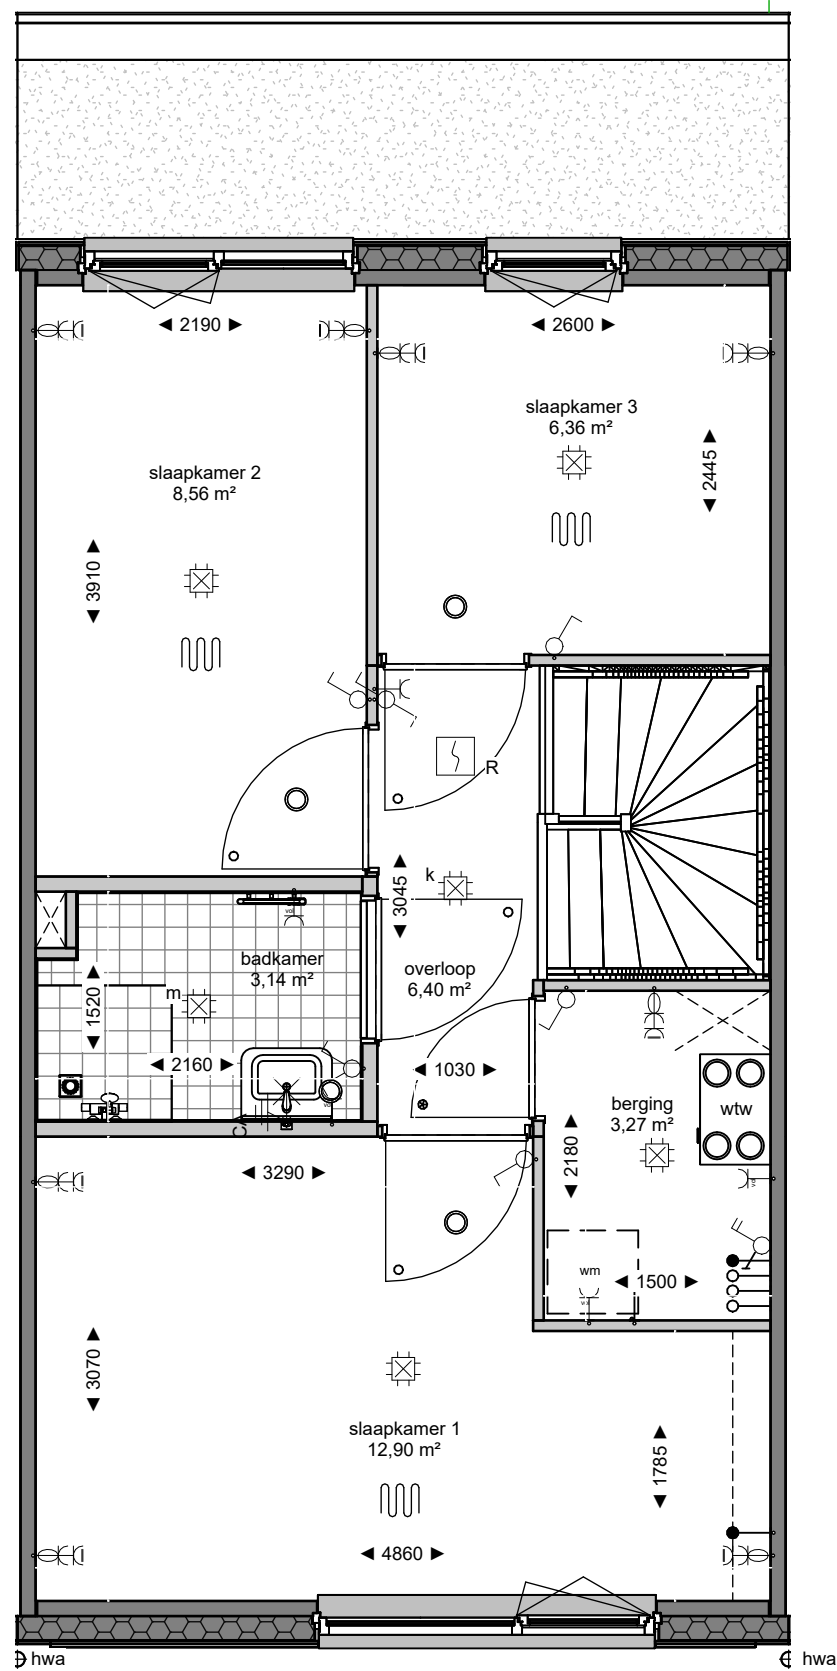 2190
2600
slaapkamer 3
6,36 m²
2445
slaapkamer 2
8,56 m²
3910
R
k
3045
badkamer
3,14 m²
overloop
6,40 m²
m
1520
2160
1030
berging
3,27 m²
wtw
2180
3290
wm
1500
3070
slaapkamer 1
12,90 m²
1785
4860
hwa
hwa